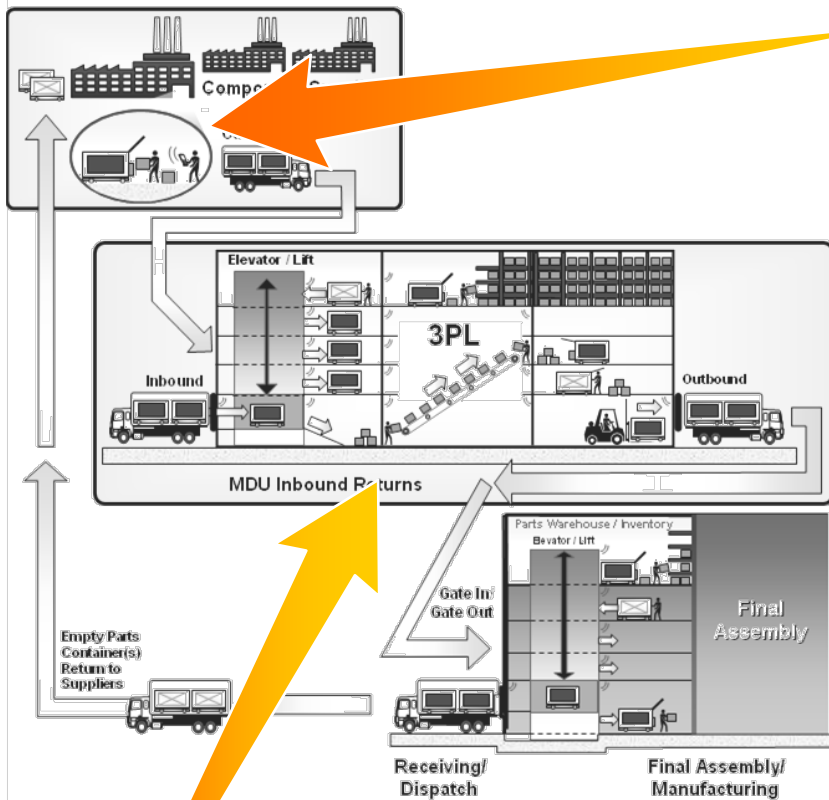 Elevator / Lift
3PL
Inbound
Outbound
MDU Inbound Returns
Parts Warehouse / Inventory
Elevator / Lift
Gate In/
Gate Out
Final
Assembly
Empty Parts
Container(s)
Return to
Suppliers
Receiving/
Dispatch
Final Assembly/
Manufacturing